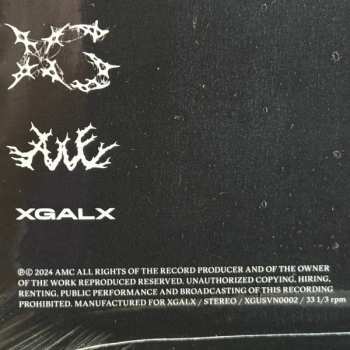 XG
AWE
XGALX
℗© 2024 AMC ALL RIGHTS OF THE RECORD PRODUCER AND OF THE OWNER
OF THE WORK REPRODUCED RESERVED. UNAUTHORIZED COPYING, HIRING,
RENTING, PUBLIC PERFORMANCE AND BROADCASTING OF THIS RECORDING
PROHIBITED. MANUFACTURED FOR XGALX / STEREO / XGUSVN0002 / 33 1/3 rpm